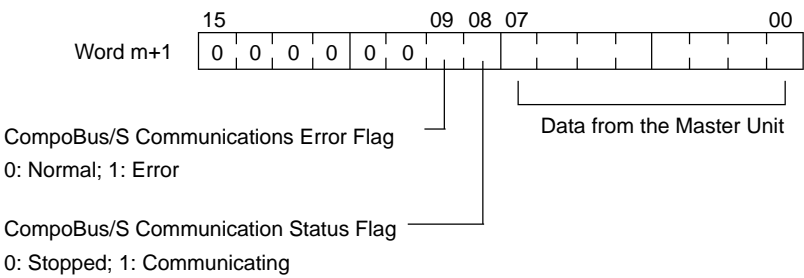 15 09 08 07 00
Word m+1 0 0 0 0 0 0
Data from the Master Unit
CompoBus/S Communications Error Flag
0: Normal; 1: Error
CompoBus/S Communication Status Flag
0: Stopped; 1: Communicating